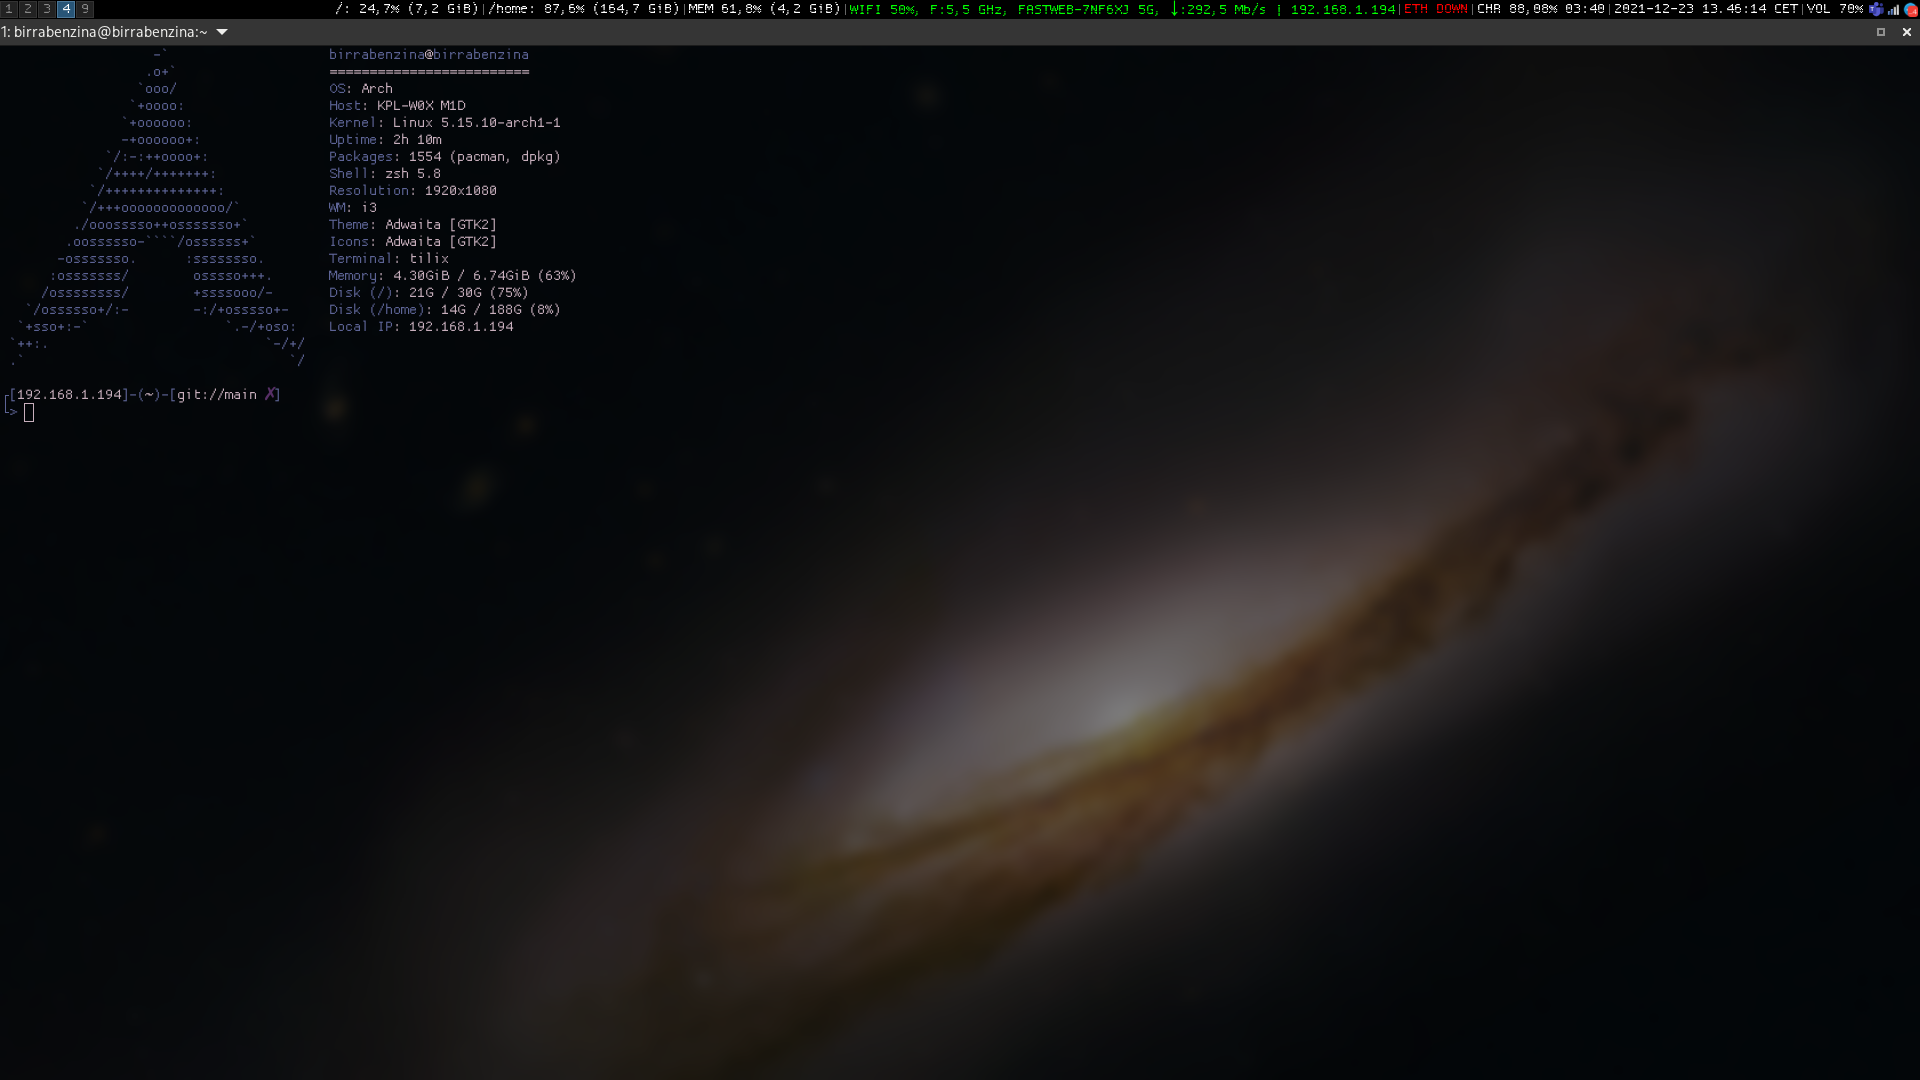 1 2 3 4 9 /: 24,7% (7,2 GiB)|/home: 87,6% (164,7 GiB)|MEM 61,8% (4,2 GiB)|WIFI 50%, F:5,5 GHz, FASTWEB-7NF6XJ 5G, ↓:292,5 Mb/s ¦ 192.168.1.194|ETH DOWN|CHR 88,08% 03:40|2021-12-23 13.46:14 CET|VOL 70%
1: birrabenzina@birrabenzina:~
birrabenzina@birrabenzina
=========================
OS: Arch
Host: KPL-W0X M1D
Kernel: Linux 5.15.10-arch1-1
Uptime: 2h 10m
Packages: 1554 (pacman, dpkg)
Shell: zsh 5.8
Resolution: 1920x1080
WM: i3
Theme: Adwaita [GTK2]
Icons: Adwaita [GTK2]
Terminal: tilix
Memory: 4.30GiB / 6.74GiB (63%)
Disk (/): 21G / 30G (75%)
Disk (/home): 14G / 188G (8%)
Local IP: 192.168.1.194
┌[192.168.1.194]-(~)-[git://main ✗]
└>